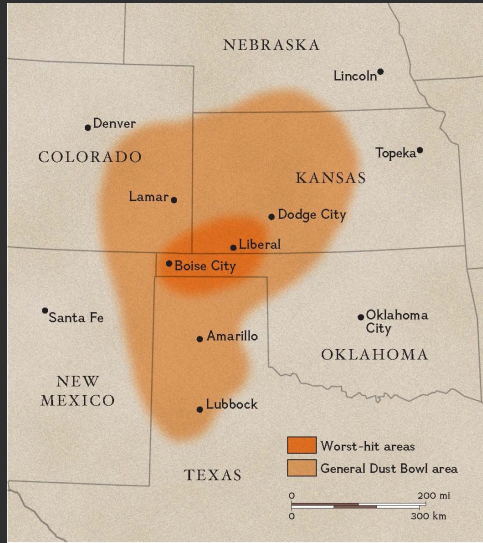 NEBRASKA
Lincoln
Denver
COLORADO
Topeka
KANSAS
Lamar
Dodge City
Liberal
Boise City
Santa Fe
Oklahoma
City
Amarillo
OKLAHOMA
NEW
MEXICO
Lubbock
Worst-hit areas
General Dust Bowl area
TEXAS
0 200 mi
0 300 km